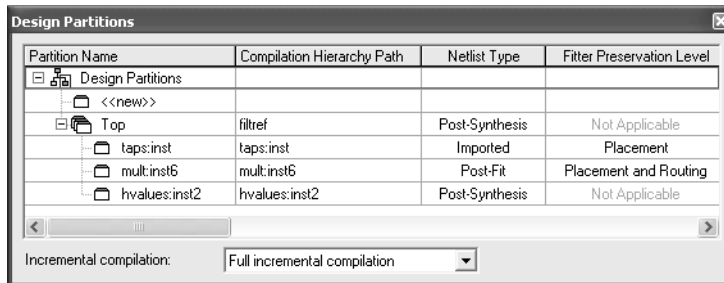 Design Partitions
Partition Name Compilation Hierarchy Path Netlist Type Fitter Preservation Level
Design Partitions
<<new>>
Top filtref Post-Synthesis Not Applicable
taps:inst taps:inst Imported Placement
mult:inst6 mult:inst6 Post-Fit Placement and Routing
hvalues:inst2 hvalues:inst2 Post-Synthesis Not Applicable
Incremental compilation: Full incremental compilation